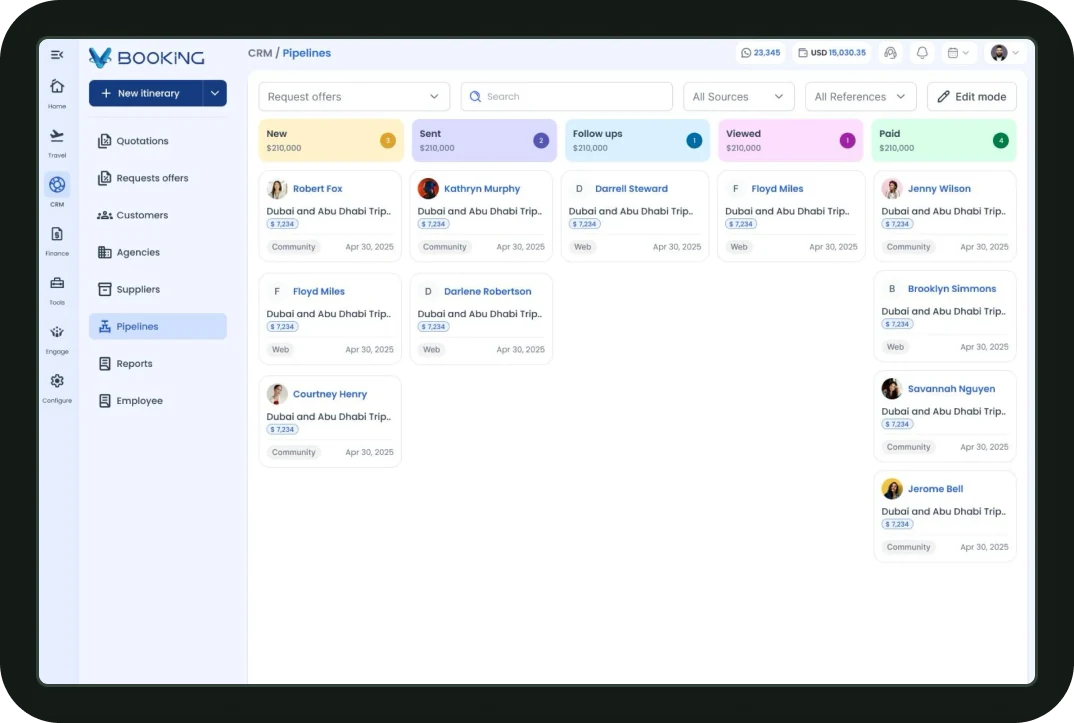 BOOKING
CRM / Pipelines
23,345
USD 15,030.35
Home
Travel
CRM
Finance
Tools
Engage
Configure
+ New itinerary
Quotations
Requests offers
Customers
Agencies
Suppliers
Pipelines
Reports
Employee
Request offers
Search
All Sources
All References
Edit mode
New
$210,000
3
Robert Fox
Dubai and Abu Dhabi Trip..
$ 7,234
Community Apr 30, 2025
F Floyd Miles
Dubai and Abu Dhabi Trip..
$ 7,234
Web Apr 30, 2025
Courtney Henry
Dubai and Abu Dhabi Trip..
$ 7,234
Community Apr 30, 2025
Sent
$210,000
2
Kathryn Murphy
Dubai and Abu Dhabi Trip..
$ 7,234
Community Apr 30, 2025
D Darlene Robertson
Dubai and Abu Dhabi Trip..
$ 7,234
Web Apr 30, 2025
Follow ups
$210,000
1
D Darrell Steward
Dubai and Abu Dhabi Trip..
$ 7,234
Web Apr 30, 2025
Viewed
$210,000
1
F Floyd Miles
Dubai and Abu Dhabi Trip..
$ 7,234
Web Apr 30, 2025
Paid
$210,000
4
Jenny Wilson
Dubai and Abu Dhabi Trip..
$ 7,234
Community Apr 30, 2025
B Brooklyn Simmons
Dubai and Abu Dhabi Trip..
$ 7,234
Web Apr 30, 2025
Savannah Nguyen
Dubai and Abu Dhabi Trip..
$ 7,234
Community Apr 30, 2025
Jerome Bell
Dubai and Abu Dhabi Trip..
$ 7,234
Community Apr 30, 2025